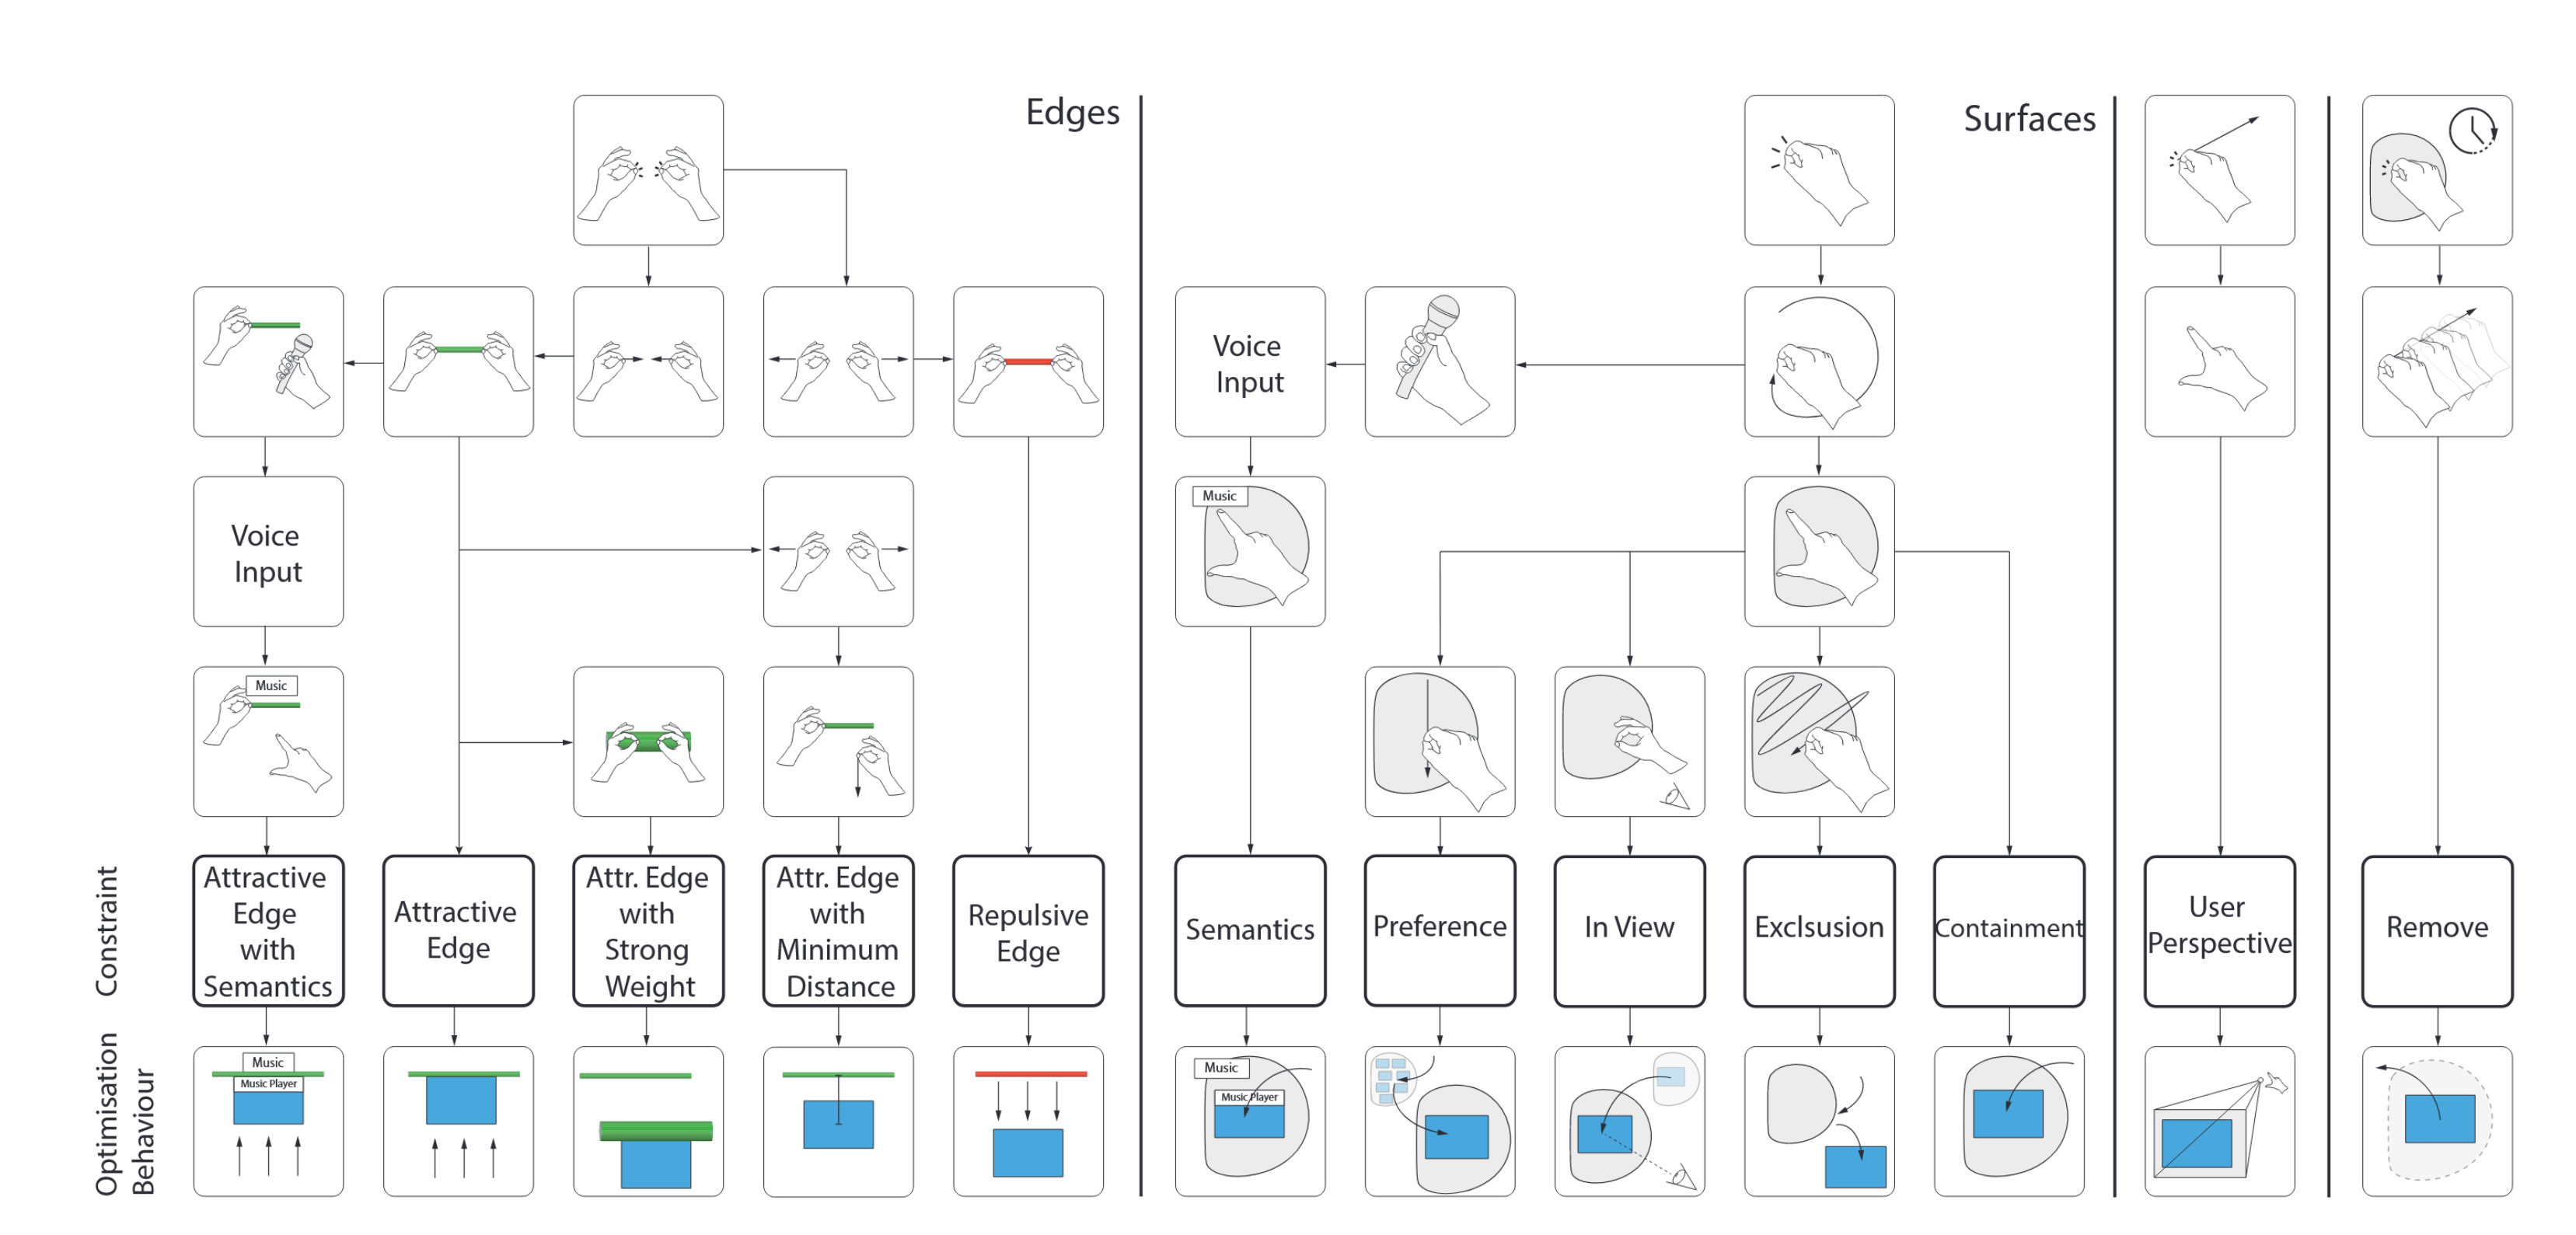 Edges
Surfaces
Voice
Input
Voice
Input
Music
Music
Constraint
Attractive
Edge
with
Semantics
Attractive
Edge
Attr. Edge
with
Strong
Weight
Attr. Edge
with
Minimum
Distance
Repulsive
Edge
Semantics
Preference
In View
Exclsusion
Containment
User
Perspective
Remove
Optimisation
Behaviour
Music
Music Player
Music
Music Player